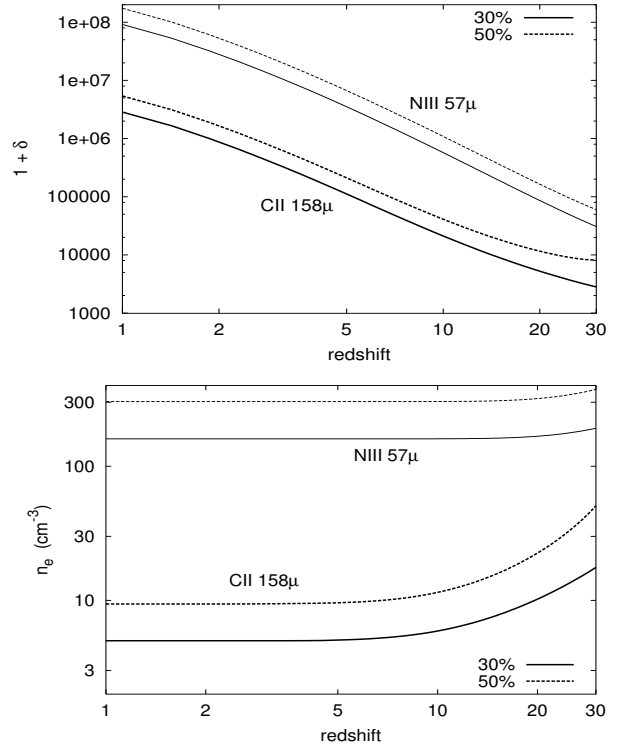 1e+08
1e+07
1e+06
100000
10000
1000
1 + δ
30%
50%
NIII 57μ
CII 158μ
1 2 5 10 20 30
redshift
300
100
30
10
3
n_e (cm⁻³)
NIII 57μ
CII 158μ
30%
50%
1 2 5 10 20 30
redshift